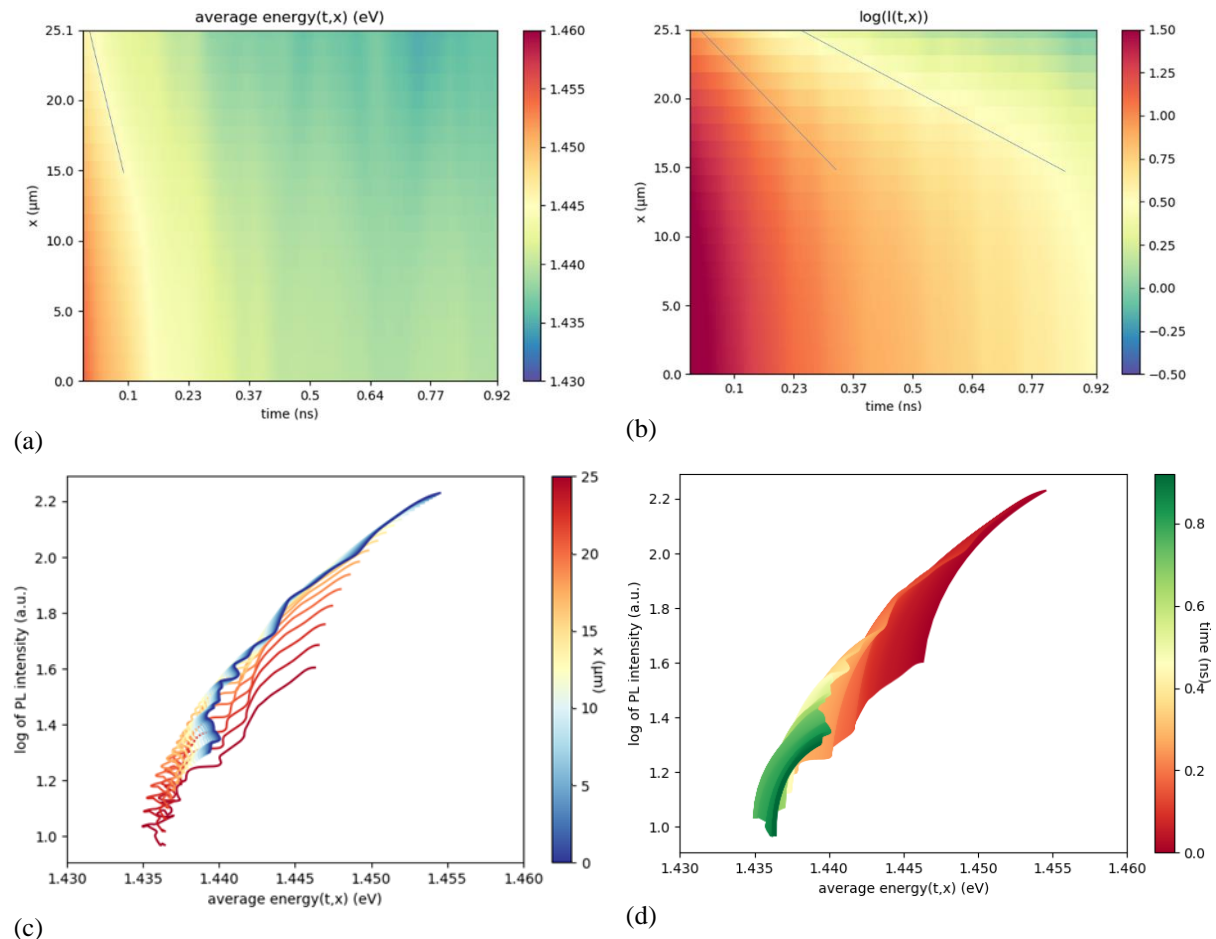 average energy(t,x) (eV)
25.1
20.0
15.0
10.0
5.0
0.0
x (μm)
0.1 0.23 0.37 0.5 0.64 0.77 0.92
time (ns)
1.460
1.455
1.450
1.445
1.440
1.435
1.430
(a)
log(I(t,x))
25.1
20.0
15.0
10.0
5.0
0.0
x (μm)
0.1 0.23 0.37 0.5 0.64 0.77 0.92
time (ns)
1.50
1.25
1.00
0.75
0.50
0.25
0.00
−0.25
−0.50
(b)
2.2
2.0
1.8
1.6
1.4
1.2
1.0
log of PL intensity (a.u.)
1.430 1.435 1.440 1.445 1.450 1.455 1.460
average energy(t,x) (eV)
25
20
15
10
5
0
x (μm)
(c)
2.2
2.0
1.8
1.6
1.4
1.2
1.0
log of PL intensity (a.u.)
1.430 1.435 1.440 1.445 1.450 1.455 1.460
average energy(t,x) (eV)
0.8
0.6
0.4
0.2
0.0
time (ns)
(d)